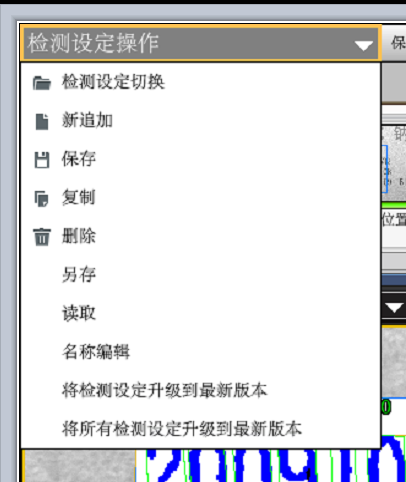 检测设定操作
保
检测设定切换
新追加
保存
复制
删除
位置
另存
读取
名称编辑
将检测设定升级到最新版本
将所有检测设定升级到最新版本